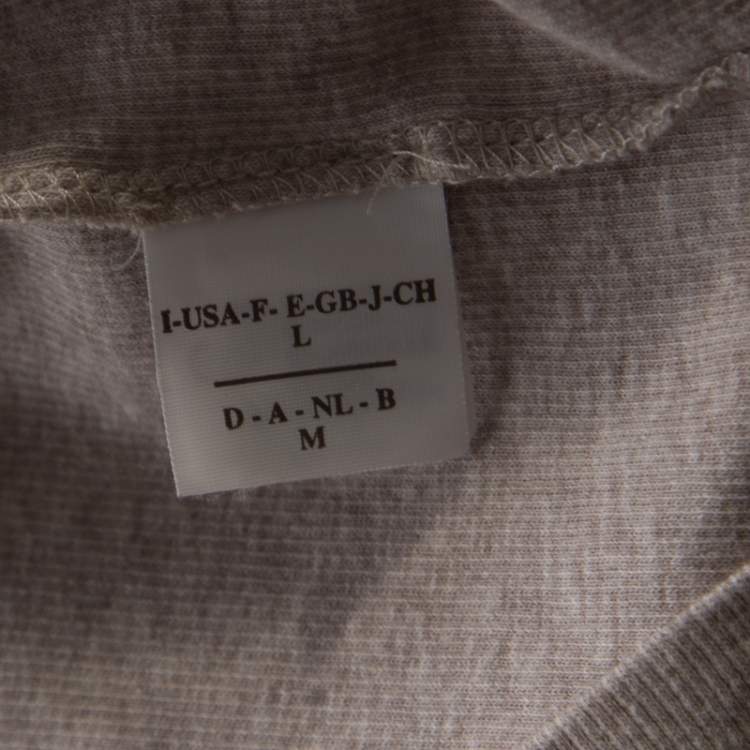 I-USA-F- E-GB-J-CH
L
D - A - NL - B
M